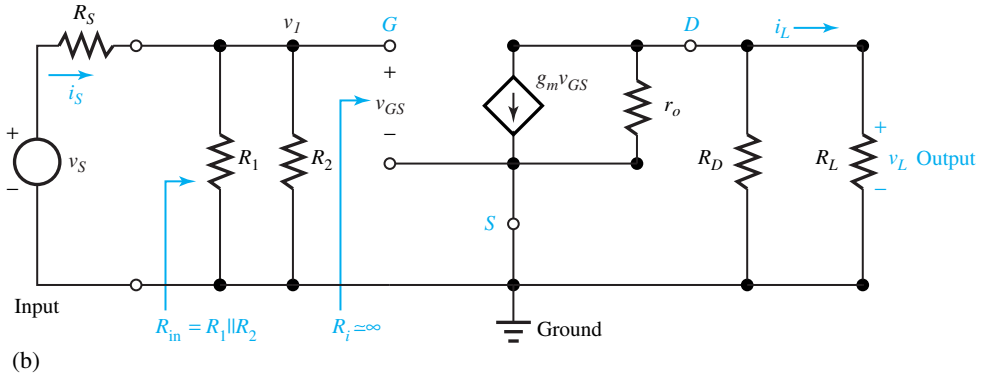 R_S
v_1
G
D
i_L
+
g_m v_GS
i_S
v_GS
r_o
+
v_S
−
−
R_1
R_2
R_D
R_L
+
v_L Output
−
S
Input
R_in = R_1||R_2
R_i ≃ ∞
Ground
(b)